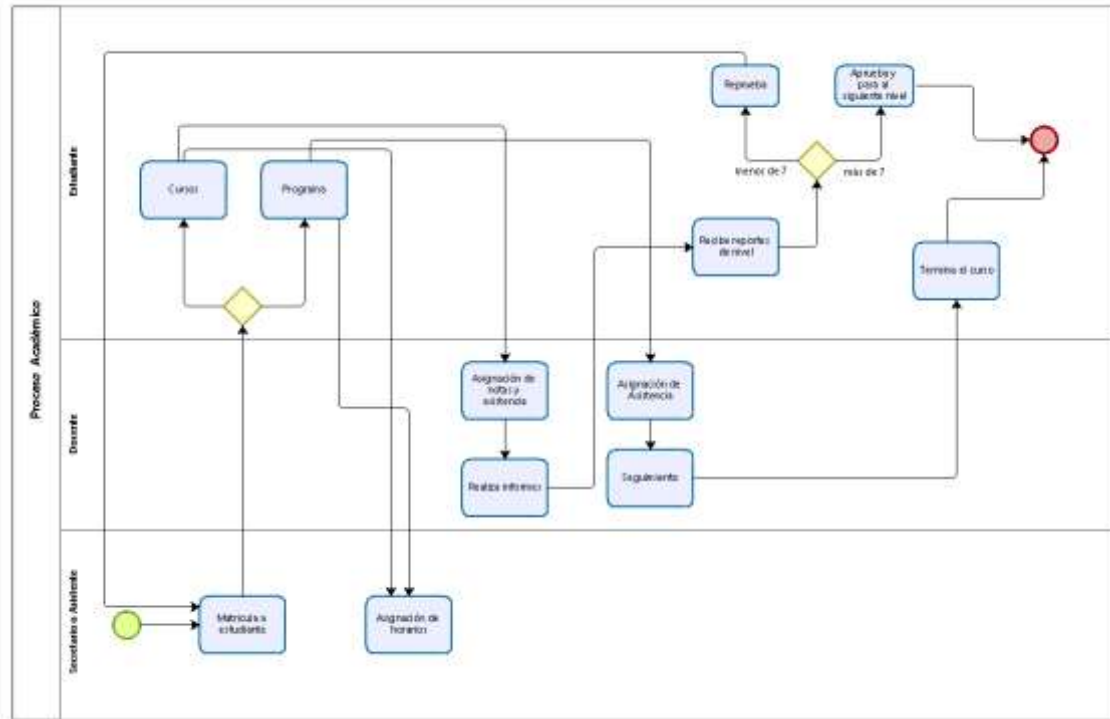 Proceso Académico
Estudiante
Docente
Secretaria o Asistente
Reprueba
Aprueba y
pasa al
siguiente nivel
Cursos
Programa
menor de 7
más de 7
Recibe reportes
de nivel
Termina el curso
Asignación de
notas y
asistencia
Asignación de
Asistencia
Realiza informes
Seguimiento
Matricula a
estudiante
Asignación de
horarios